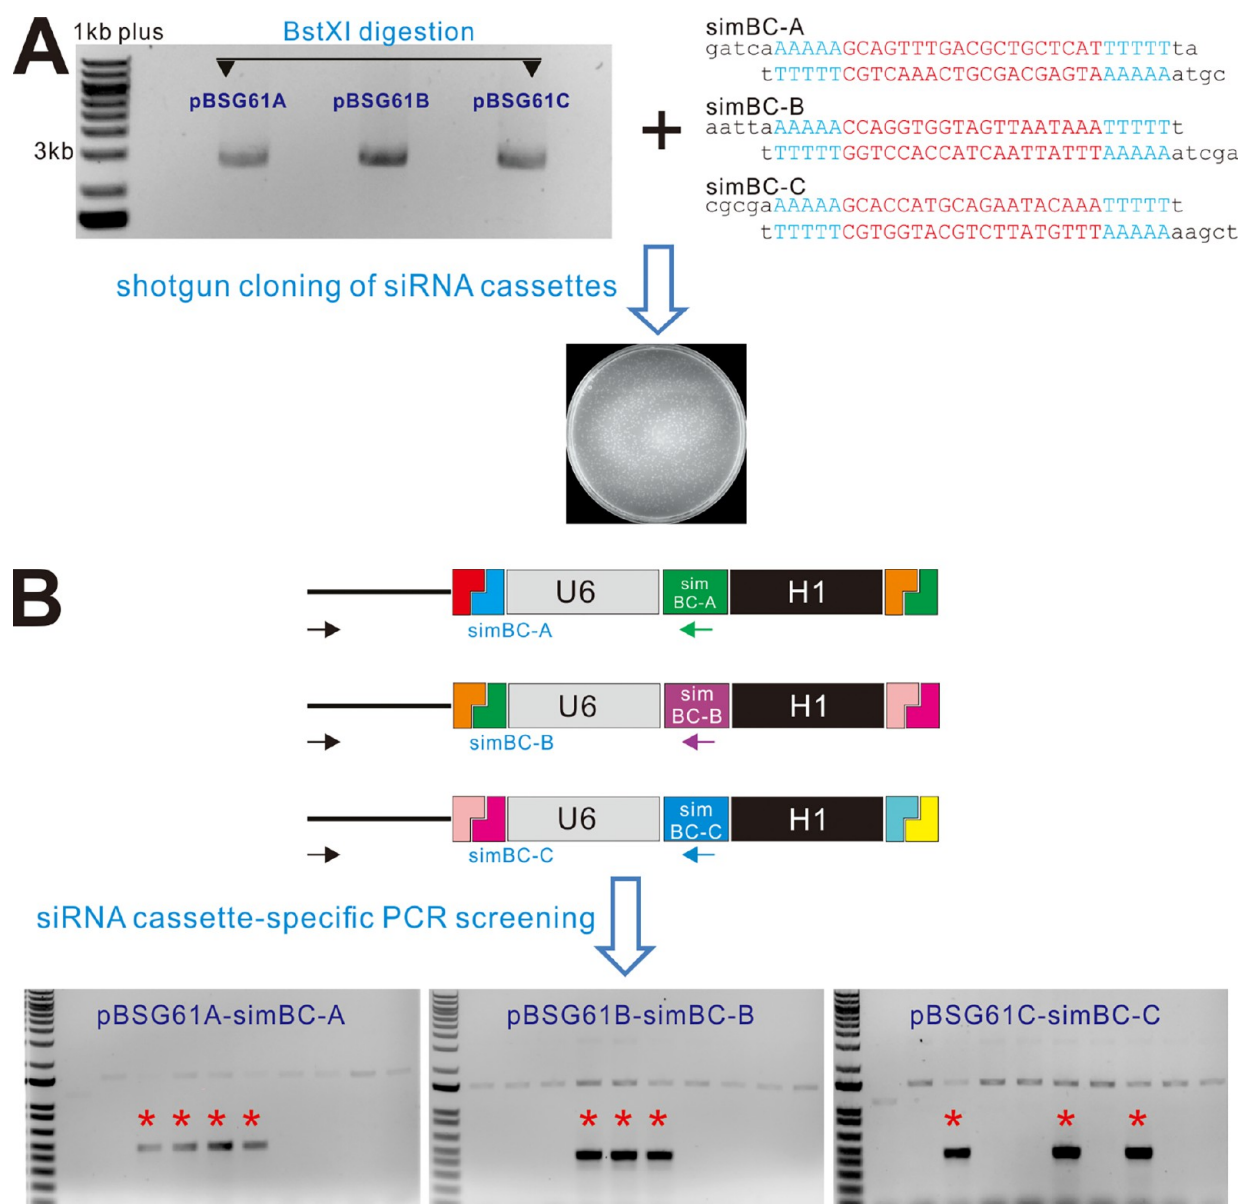 A
1kb plus
BstXI digestion
pBSG61A pBSG61B pBSG61C
3kb
+
simBC-A
gatcaAAAAAGCAGTTTGACGCTGCTCATTTTTTta
tTTTTTCGTCAAACTGCGACGAGTAAAAAAatgc
simBC-B
aattaAAAAACCAGGTGGTAGTTAATAAATTTTTt
tTTTTTGGTCCACCATCAATTATTTAAAAAatcga
simBC-C
cgcgaAAAAAGCACCATGCAGAATACAAATTTTTt
tTTTTTCGTGGTACGTCTTATGTTTAAAAAaagct
shotgun cloning of siRNA cassettes
B
U6 sim BC-A H1
simBC-A
U6 sim BC-B H1
simBC-B
U6 sim BC-C H1
simBC-C
siRNA cassette-specific PCR screening
pBSG61A-simBC-A pBSG61B-simBC-B pBSG61C-simBC-C
* * * * * * * * * *